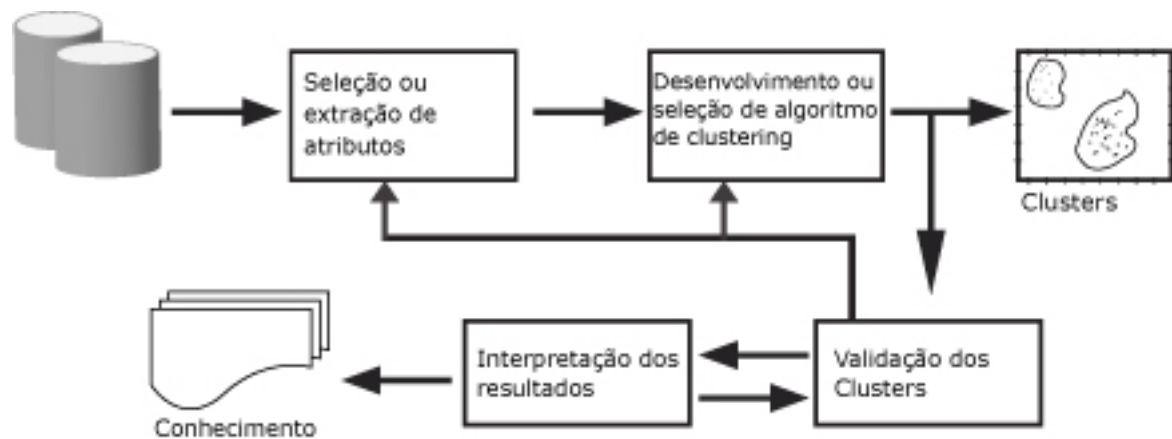 Seleção ou
extração de
atributos
Desenvolvimento ou
seleção de algoritmo
de clustering
Clusters
Interpretação dos
resultados
Validação dos
Clusters
Conhecimento